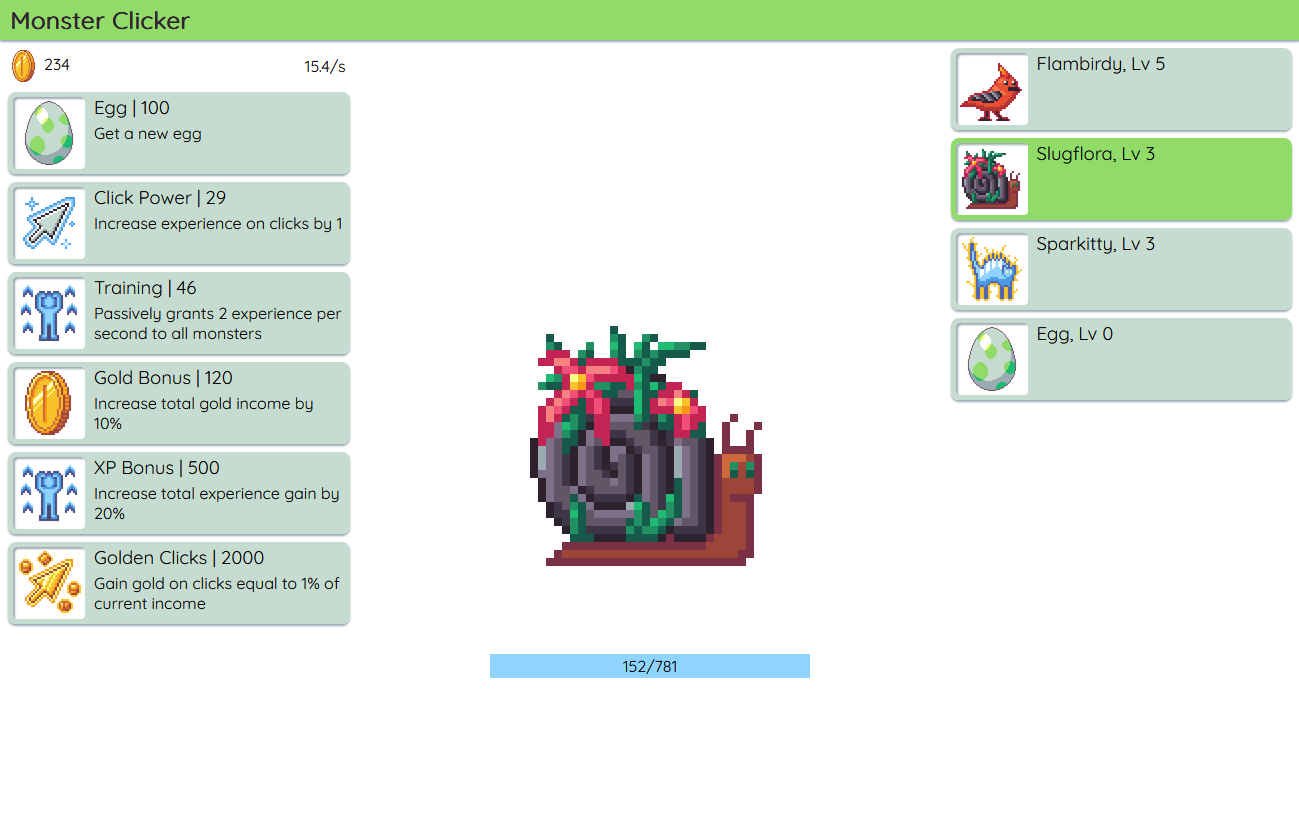 Monster Clicker
234
15.4/s
Egg | 100
Get a new egg
Click Power | 29
Increase experience on clicks by 1
Training | 46
Passively grants 2 experience per
second to all monsters
Gold Bonus | 120
Increase total gold income by
10%
XP Bonus | 500
Increase total experience gain by
20%
Golden Clicks | 2000
Gain gold on clicks equal to 1% of
current income
152/781
Flambirdy, Lv 5
Slugflora, Lv 3
Sparkitty, Lv 3
Egg, Lv 0